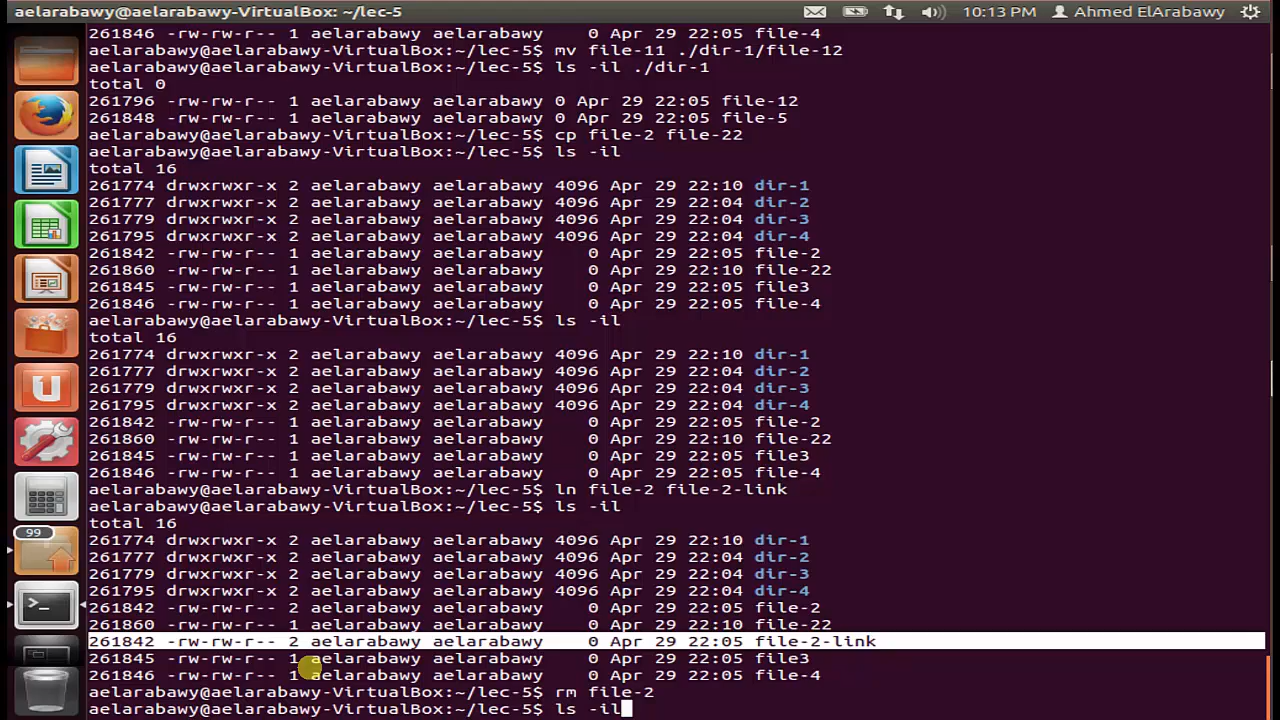 aelarabawy@aelarabawy-VirtualBox: ~/lec-5 10:13 PM Ahmed ElArabawy
261846 -rw-rw-r-- 1 aelarabawy aelarabawy    0 Apr 29 22:05 file-4
aelarabawy@aelarabawy-VirtualBox:~/lec-5$ mv file-11 ./dir-1/file-12
aelarabawy@aelarabawy-VirtualBox:~/lec-5$ ls -il ./dir-1
total 0
261796 -rw-rw-r-- 1 aelarabawy aelarabawy 0 Apr 29 22:05 file-12
261848 -rw-rw-r-- 1 aelarabawy aelarabawy 0 Apr 29 22:05 file-5
aelarabawy@aelarabawy-VirtualBox:~/lec-5$ cp file-2 file-22
aelarabawy@aelarabawy-VirtualBox:~/lec-5$ ls -il
total 16
261774 drwxrwxr-x 2 aelarabawy aelarabawy 4096 Apr 29 22:10 dir-1
261777 drwxrwxr-x 2 aelarabawy aelarabawy 4096 Apr 29 22:04 dir-2
261779 drwxrwxr-x 2 aelarabawy aelarabawy 4096 Apr 29 22:04 dir-3
261795 drwxrwxr-x 2 aelarabawy aelarabawy 4096 Apr 29 22:04 dir-4
261842 -rw-rw-r-- 1 aelarabawy aelarabawy    0 Apr 29 22:05 file-2
261860 -rw-rw-r-- 1 aelarabawy aelarabawy    0 Apr 29 22:10 file-22
261845 -rw-rw-r-- 1 aelarabawy aelarabawy    0 Apr 29 22:05 file3
261846 -rw-rw-r-- 1 aelarabawy aelarabawy    0 Apr 29 22:05 file-4
aelarabawy@aelarabawy-VirtualBox:~/lec-5$ ls -il
total 16
261774 drwxrwxr-x 2 aelarabawy aelarabawy 4096 Apr 29 22:10 dir-1
261777 drwxrwxr-x 2 aelarabawy aelarabawy 4096 Apr 29 22:04 dir-2
261779 drwxrwxr-x 2 aelarabawy aelarabawy 4096 Apr 29 22:04 dir-3
261795 drwxrwxr-x 2 aelarabawy aelarabawy 4096 Apr 29 22:04 dir-4
261842 -rw-rw-r-- 1 aelarabawy aelarabawy    0 Apr 29 22:05 file-2
261860 -rw-rw-r-- 1 aelarabawy aelarabawy    0 Apr 29 22:10 file-22
261845 -rw-rw-r-- 1 aelarabawy aelarabawy    0 Apr 29 22:05 file3
261846 -rw-rw-r-- 1 aelarabawy aelarabawy    0 Apr 29 22:05 file-4
aelarabawy@aelarabawy-VirtualBox:~/lec-5$ ln file-2 file-2-link
aelarabawy@aelarabawy-VirtualBox:~/lec-5$ ls -il
total 16
261774 drwxrwxr-x 2 aelarabawy aelarabawy 4096 Apr 29 22:10 dir-1
261777 drwxrwxr-x 2 aelarabawy aelarabawy 4096 Apr 29 22:04 dir-2
261779 drwxrwxr-x 2 aelarabawy aelarabawy 4096 Apr 29 22:04 dir-3
261795 drwxrwxr-x 2 aelarabawy aelarabawy 4096 Apr 29 22:04 dir-4
261842 -rw-rw-r-- 2 aelarabawy aelarabawy    0 Apr 29 22:05 file-2
261860 -rw-rw-r-- 1 aelarabawy aelarabawy    0 Apr 29 22:10 file-22
261842 -rw-rw-r-- 2 aelarabawy aelarabawy    0 Apr 29 22:05 file-2-link
261845 -rw-rw-r-- 1 aelarabawy aelarabawy    0 Apr 29 22:05 file3
261846 -rw-rw-r-- 1 aelarabawy aelarabawy    0 Apr 29 22:05 file-4
aelarabawy@aelarabawy-VirtualBox:~/lec-5$ rm file-2
aelarabawy@aelarabawy-VirtualBox:~/lec-5$ ls -il
99